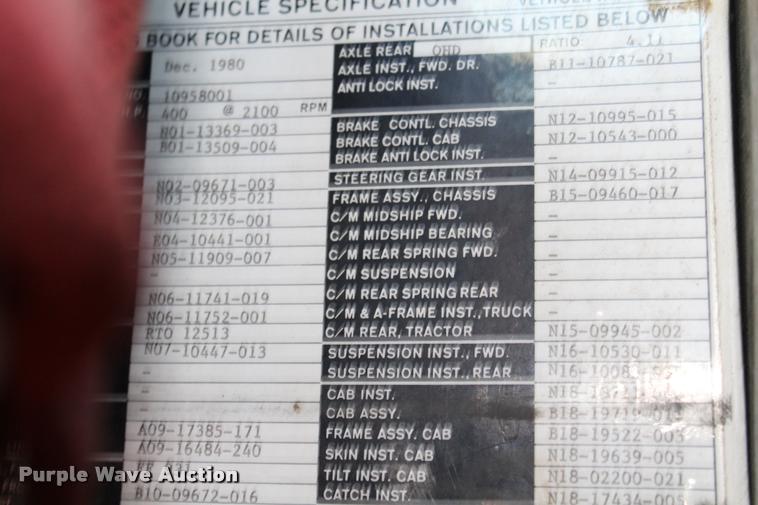 VEHICLE SPECIFICATION
BOOK FOR DETAILS OF INSTALLATIONS LISTED BELOW
AXLE REAR QHD RATIO: 4.11
Dec. 1980 AXLE INST., FWD. DR. B11-10787-021
ANTI LOCK INST. -
10958001
400 @ 2100 RPM
N01-13369-003 BRAKE CONTL. CHASSIS N12-10995-015
B01-13509-004 BRAKE CONTL. CAB N12-10543-000
BRAKE ANTI LOCK INST. -
STEERING GEAR INST. N14-09915-012
N02-09671-003
N03-12095-021 FRAME ASSY., CHASSIS B15-09460-017
N04-12376-001 C/M MIDSHIP FWD. -
E04-10441-001 C/M MIDSHIP BEARING -
N05-11909-007 C/M REAR SPRING FWD. -
- C/M SUSPENSION -
N06-11741-019 C/M REAR SPRING REAR -
N06-11752-001 C/M & A-FRAME INST., TRUCK -
RTO 12513 C/M REAR, TRACTOR N15-09945-002
N07-10447-013 SUSPENSION INST., FWD. N16-10530-011
- SUSPENSION INST., REAR
- CAB INST.
- CAB ASSY.
A09-17385-171 FRAME ASSY. CAB B18-19522-003
A09-16484-240 SKIN INST. CAB N18-19639-005
TILT INST. CAB N18-02200-021
B10-09672-016 CATCH INST. N18-17434-005
Purple Wave Auction